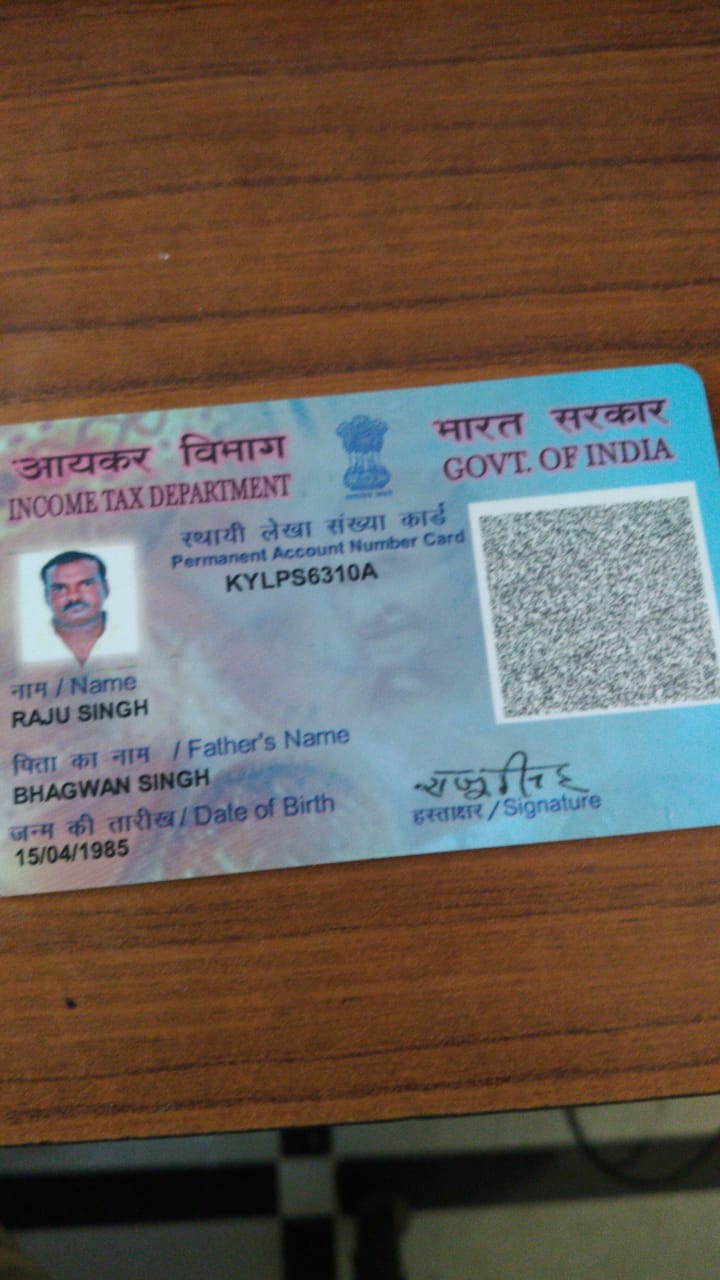 आयकर विभाग
INCOME TAX DEPARTMENT
भारत सरकार
GOVT. OF INDIA
स्थायी लेखा संख्या कार्ड
Permanent Account Number Card
KYLPS6310A
नाम / Name
RAJU SINGH
पिता का नाम / Father's Name
BHAGWAN SINGH
जन्म की तारीख / Date of Birth
15/04/1985
हस्ताक्षर / Signature